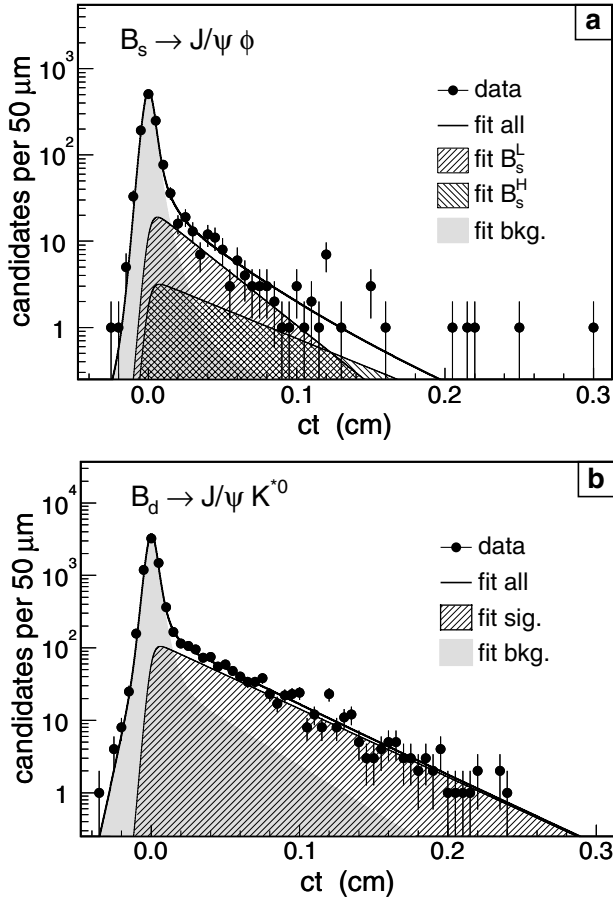 a
B_s → J/ψ φ
10^3
10^2
10
1
candidates per 50 μm
data
fit all
fit B_s^L
fit B_s^H
fit bkg.
0.0 0.1 0.2 0.3
ct (cm)
b
B_d → J/ψ K^*0
10^4
10^3
10^2
10
1
candidates per 50 μm
data
fit all
fit sig.
fit bkg.
0.0 0.1 0.2 0.3
ct (cm)